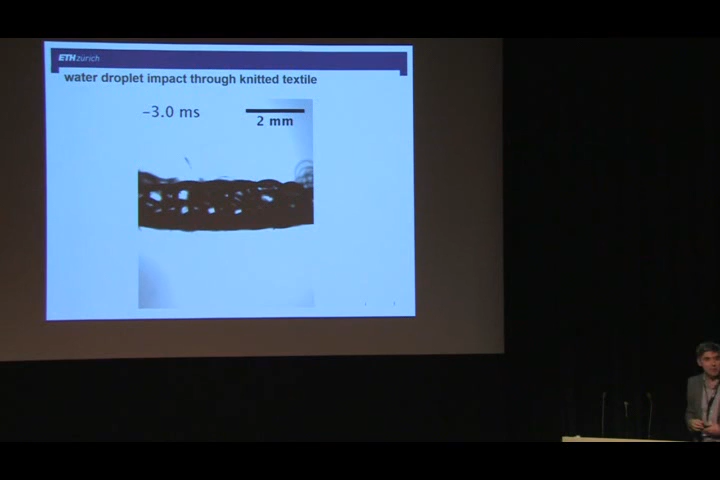 ETHzürich
water droplet impact through knitted textile
−3.0 ms
2 mm